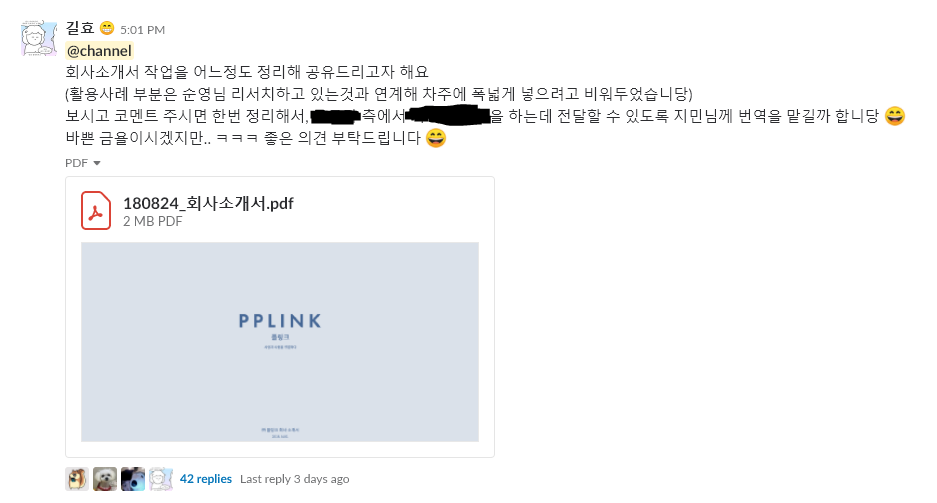 길효 😁 5:01 PM
@channel
회사소개서 작업을 어느정도 정리해 공유드리고자 해요
(활용사례 부분은 순영님 리서치하고 있는것과 연계해 차주에 폭넓게 넣으려고 비워두었습니당)
보시고 코멘트 주시면 한번 정리해서, 측에서 을 하는데 전달할 수 있도록 지민님께 번역을 맡길까 합니당 😄
바쁜 금욜이시겠지만.. ㅋㅋㅋ 좋은 의견 부탁드립니다 😄
PDF
180824_회사소개서.pdf
2 MB PDF
PPLINK
플링크
42 replies Last reply 3 days ago